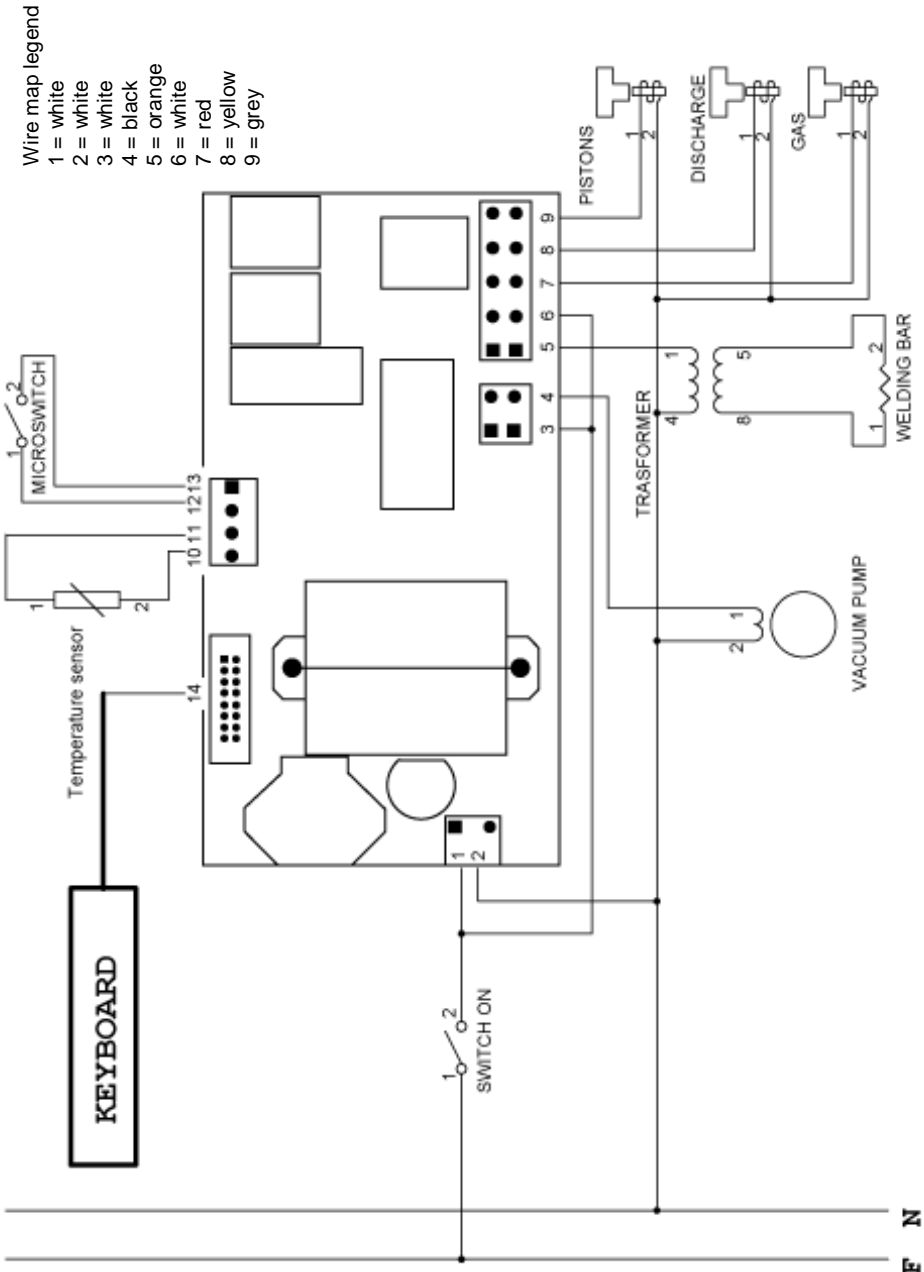 Wire map legend
1 = white
2 = white
3 = white
4 = black
5 = orange
6 = white
7 = red
8 = yellow
9 = grey
KEYBOARD
Temperature sensor
1
2
MICROSWITCH
1
2
14
10
11
12
13
1
2
SWITCH ON
1
2
3
4
5
6
7
8
9
PISTONS
1
2
DISCHARGE
1
2
GAS
1
2
TRASFORMER
4
1
8
5
WELDING BAR
1
2
VACUUM PUMP
2
1
F
N